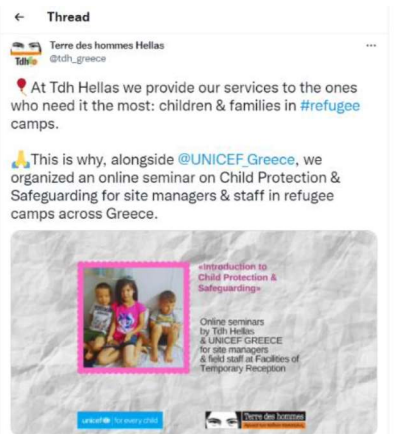 Thread
Terre des hommes Hellas
@tdh_greece
Tdh
At Tdh Hellas we provide our services to the ones
who need it the most: children & families in #refugee
camps.
This is why, alongside @UNICEF_Greece, we
organized an online seminar on Child Protection &
Safeguarding for site managers & staff in refugee
camps across Greece.
«Introduction to
Child Protection &
Safeguarding»
Online seminars
by Tdh Hellas
& UNICEF GREECE
for site managers
& field staff at Facilities of
Temporary Reception
unicef for every child
Terre des hommes